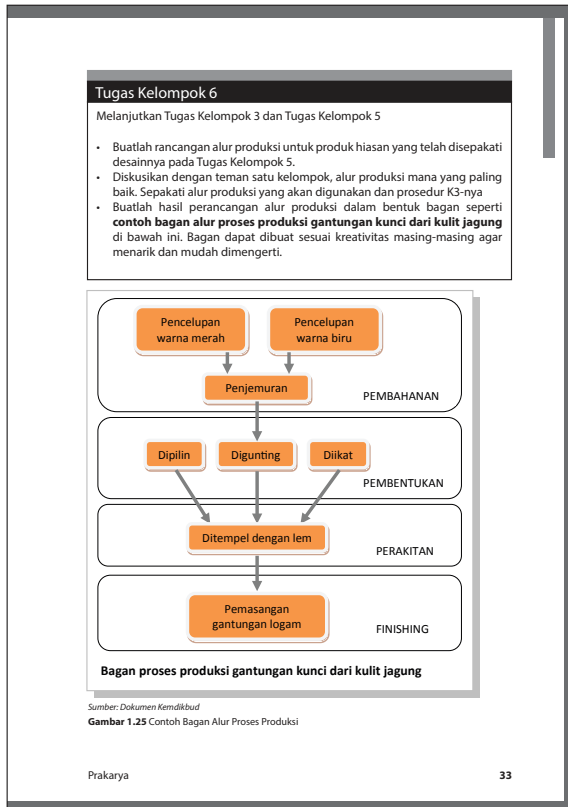 Tugas Kelompok 6
Melanjutkan Tugas Kelompok 3 dan Tugas Kelompok 5
• Buatlah rancangan alur produksi untuk produk hiasan yang telah disepakati
desainnya pada Tugas Kelompok 5.
• Diskusikan dengan teman satu kelompok, alur produksi mana yang paling
baik. Sepakati alur produksi yang akan digunakan dan prosedur K3-nya
• Buatlah hasil perancangan alur produksi dalam bentuk bagan seperti
contoh bagan alur proses produksi gantungan kunci dari kulit jagung
di bawah ini. Bagan dapat dibuat sesuai kreativitas masing-masing agar
menarik dan mudah dimengerti.
Pencelupan
warna merah
Pencelupan
warna biru
Penjemuran
PEMBAHANAN
Dipilin
Digunting
Diikat
PEMBENTUKAN
Ditempel dengan lem
PERAKITAN
Pemasangan
gantungan logam
FINISHING
Bagan proses produksi gantungan kunci dari kulit jagung
Sumber: Dokumen Kemdikbud
Gambar 1.25 Contoh Bagan Alur Proses Produksi
Prakarya
33